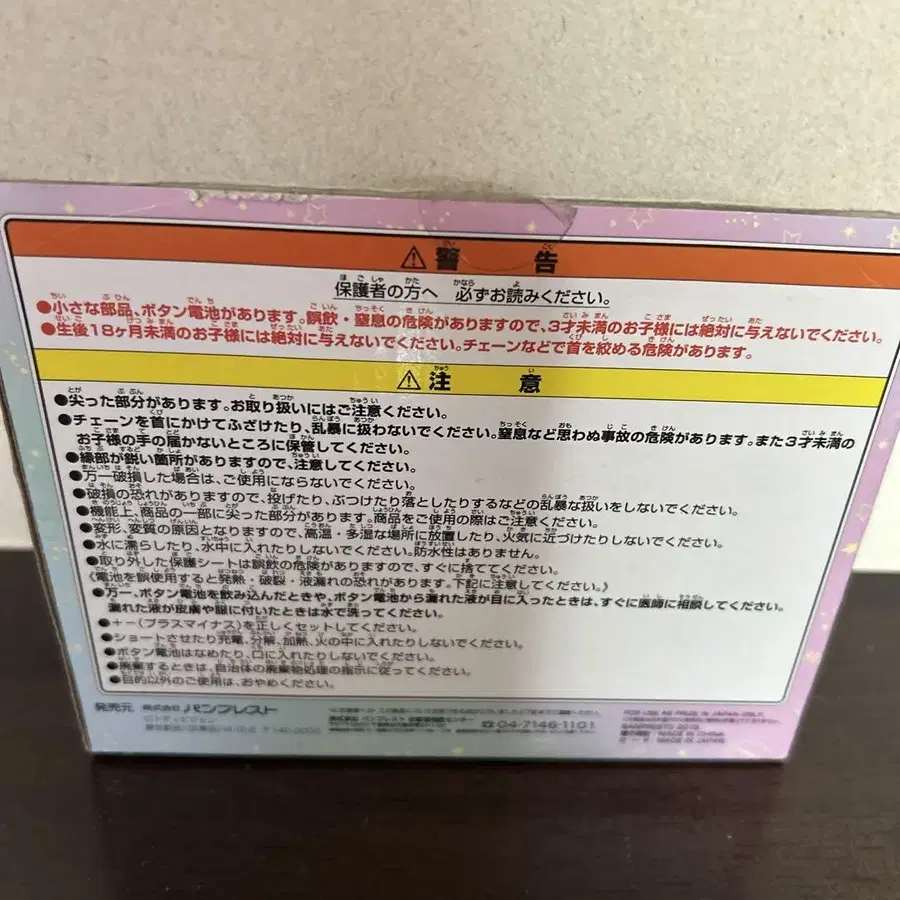 ⚠警告
保護者の方へ 必ずお読みください。
●小さな部品、ボタン電池があります。誤飲・窒息の危険がありますので、3才未満のお子様には絶対に与えないでください。
●生後18ヶ月未満のお子様には絶対に与えないでください。チェーンなどで首を絞める危険があります。
⚠注意
●尖った部分があります。お取り扱いにはご注意ください。
●チェーンを首にかけてふざけたり、乱暴に扱わないでください。窒息など思わぬ事故の危険があります。また3才未満の
お子様の手の届かないところに保管してください。
●縁部が鋭い箇所がありますので、注意してください。
●万一破損した場合は、ご使用にならないでください。
●破損の恐れがありますので、投げたり、ぶつけたり落としたりするなどの乱暴な扱いをしないでください。
●機能上、商品の一部に尖った部分があります。商品をご使用の際はご注意ください。
●変形、変質の原因となりますので、高温・多湿な場所に放置したり、火気に近づけたりしないでください。
●水に濡らしたり、水中に入れたりしないでください。防水性はありません。
●取り外した保護シートは誤飲の危険がありますので、すぐに捨ててください。
《電池を誤使用すると発熱・破裂・液漏れの恐れがあります。下記に注意してください。》
●万一、ボタン電池を飲み込んだときや、ボタン電池から漏れた液が目に入ったときは、すぐに医師に相談してください。
漏れた液が皮膚や服に付いたときは水で洗ってください。
●+-(プラスマイナス)を正しくセットしてください。
●ショートさせたり充電、分解、加熱、火の中に入れたりしないでください。
●ボタン電池はなめたり、口に入れたりしないでください。
●廃棄するときは、自治体の廃棄物処理の指示に従ってください。
●目的以外のご使用は、おやめください。
発売元 株式会社 バンプレスト
☎04-7146-1101
FOR USE AS PRIZE IN JAPAN ONLY.
MADE IN CHINA
MADE IN JAPAN